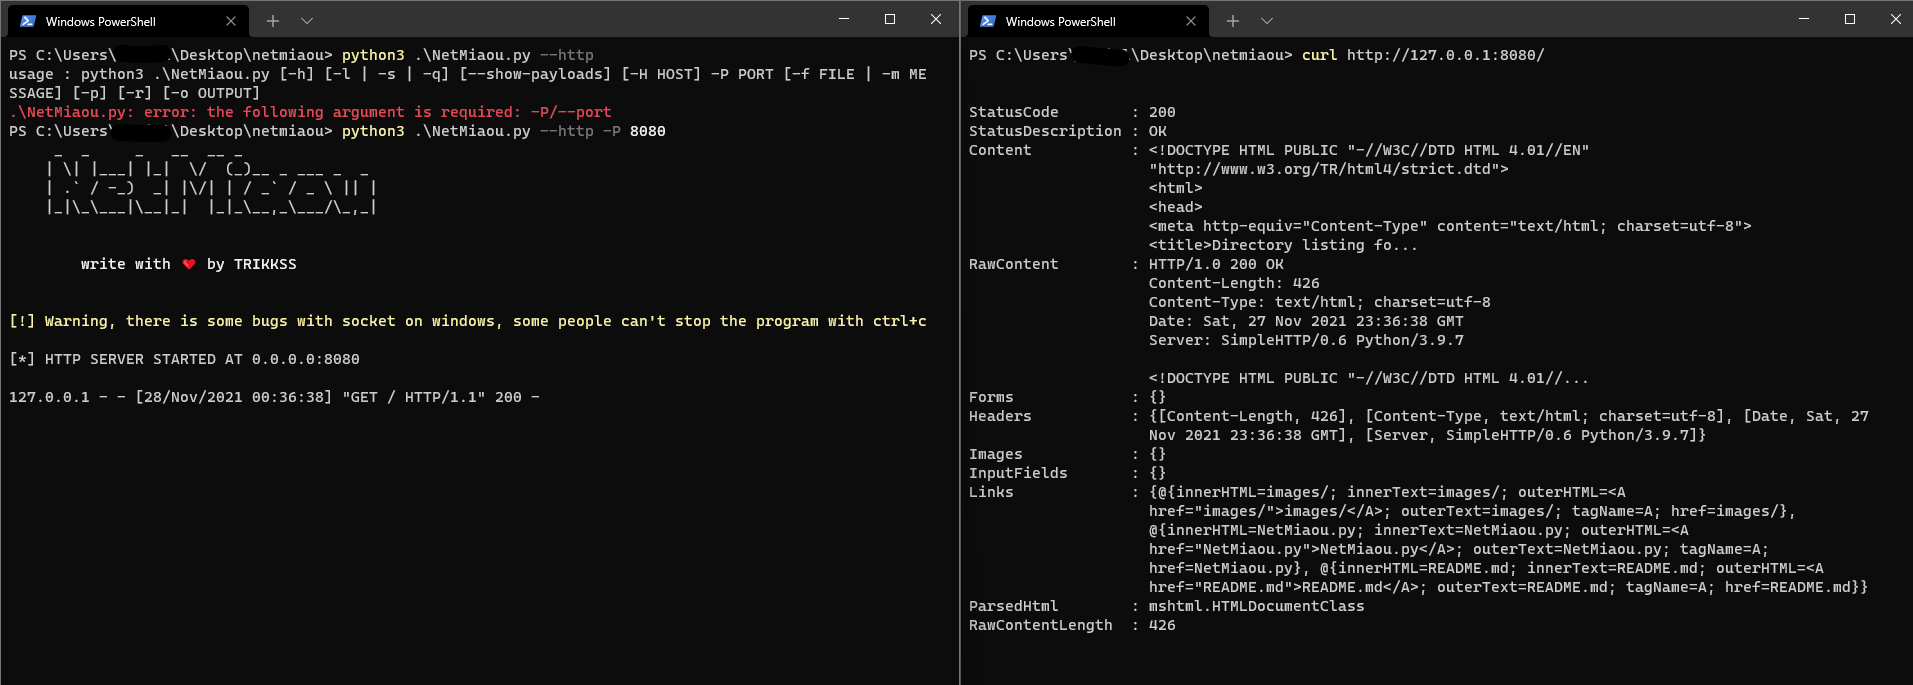 Windows PowerShell
PS C:\Users\ \Desktop\netmiaou> python3 .\NetMiaou.py --http
usage : python3 .\NetMiaou.py [-h] [-l | -s | -q] [--show-payloads] [-H HOST] -P PORT [-f FILE | -m ME
SSAGE] [-p] [-r] [-o OUTPUT]
.\NetMiaou.py: error: the following argument is required: -P/--port
PS C:\Users\ \Desktop\netmiaou> python3 .\NetMiaou.py --http -P 8080
NetMiaou
write with ❤ by TRIKKSS
[!] Warning, there is some bugs with socket on windows, some people can't stop the program with ctrl+c
[*] HTTP SERVER STARTED AT 0.0.0.0:8080
127.0.0.1 - - [28/Nov/2021 00:36:38] "GET / HTTP/1.1" 200 -
Windows PowerShell
PS C:\Users\ \Desktop\netmiaou> curl http://127.0.0.1:8080/
StatusCode : 200
StatusDescription : OK
Content : <!DOCTYPE HTML PUBLIC "-//W3C//DTD HTML 4.01//EN"
"http://www.w3.org/TR/html4/strict.dtd">
<html>
<head>
<meta http-equiv="Content-Type" content="text/html; charset=utf-8">
<title>Directory listing fo...
RawContent : HTTP/1.0 200 OK
Content-Length: 426
Content-Type: text/html; charset=utf-8
Date: Sat, 27 Nov 2021 23:36:38 GMT
Server: SimpleHTTP/0.6 Python/3.9.7
<!DOCTYPE HTML PUBLIC "-//W3C//DTD HTML 4.01//...
Forms : {}
Headers : {[Content-Length, 426], [Content-Type, text/html; charset=utf-8], [Date, Sat, 27
Nov 2021 23:36:38 GMT], [Server, SimpleHTTP/0.6 Python/3.9.7]}
Images : {}
InputFields : {}
Links : {@{innerHTML=images/; innerText=images/; outerHTML=<A
href="images/">images/</A>; outerText=images/; tagName=A; href=images/},
@{innerHTML=NetMiaou.py; innerText=NetMiaou.py; outerHTML=<A
href="NetMiaou.py">NetMiaou.py</A>; outerText=NetMiaou.py; tagName=A;
href=NetMiaou.py}, @{innerHTML=README.md; innerText=README.md; outerHTML=<A
href="README.md">README.md</A>; outerText=README.md; tagName=A; href=README.md}}
ParsedHtml : mshtml.HTMLDocumentClass
RawContentLength : 426